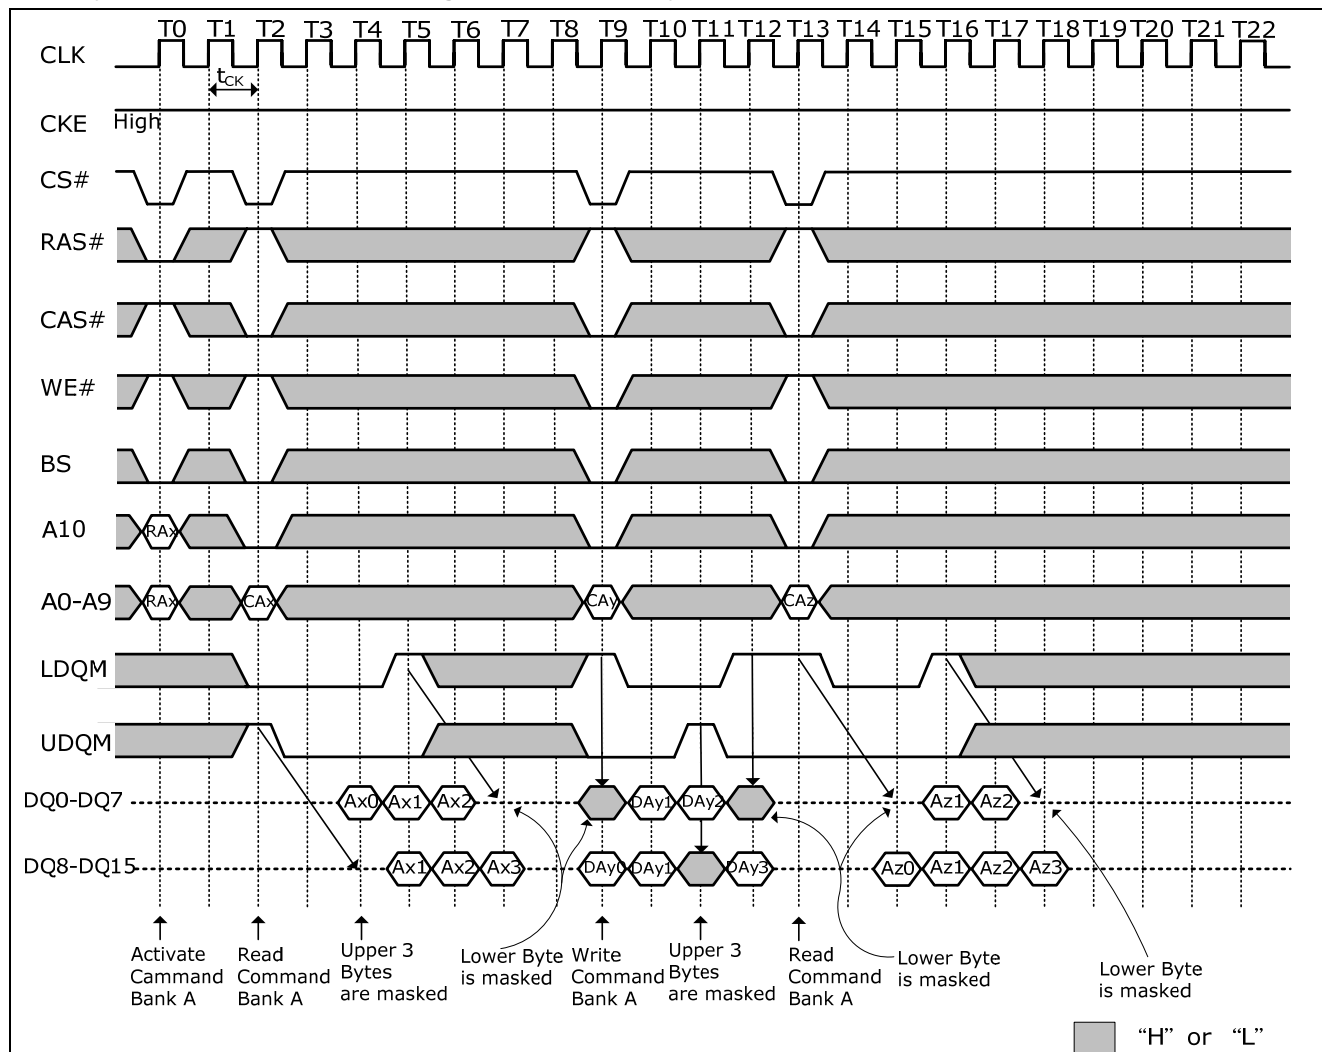 T0 T1 T2 T3 T4 T5 T6 T7 T8 T9 T10 T11 T12 T13 T14 T15 T16 T17 T18 T19 T20 T21 T22
CLK
tCK
CKE High
CS#
RAS#
CAS#
WE#
BS
A10 RAx
A0-A9 RAx CAx CAy CAz
LDQM
UDQM
DQ0-DQ7 Ax0 Ax1 Ax2 DAy1 DAy2 Az1 Az2
DQ8-DQ15 Ax1 Ax2 Ax3 DAy0 DAy1 DAy3 Az0 Az1 Az2 Az3
Activate
Cammand
Bank A
Read
Command
Bank A
Upper 3
Bytes
are masked
Lower Byte
is masked
Write
Command
Bank A
Upper 3
Bytes
are masked
Read
Command
Bank A
Lower Byte
is masked
Lower Byte
is masked
“H” or “L”